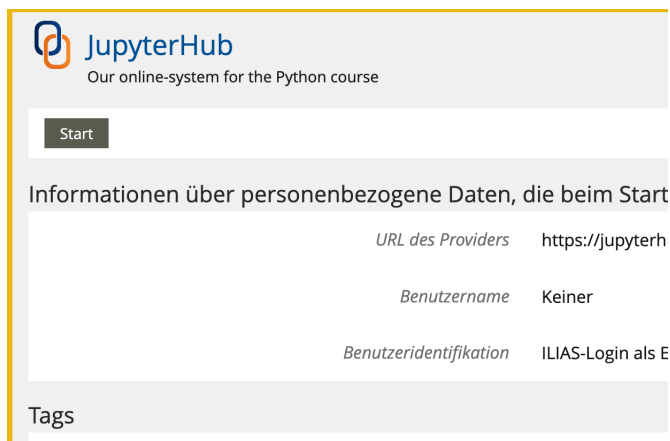 JupyterHub
Our online-system for the Python course
Start
Informationen über personenbezogene Daten, die beim Start
URL des Providers https://jupyterh
Benutzername Keiner
Benutzeridentifikation ILIAS-Login als E
Tags